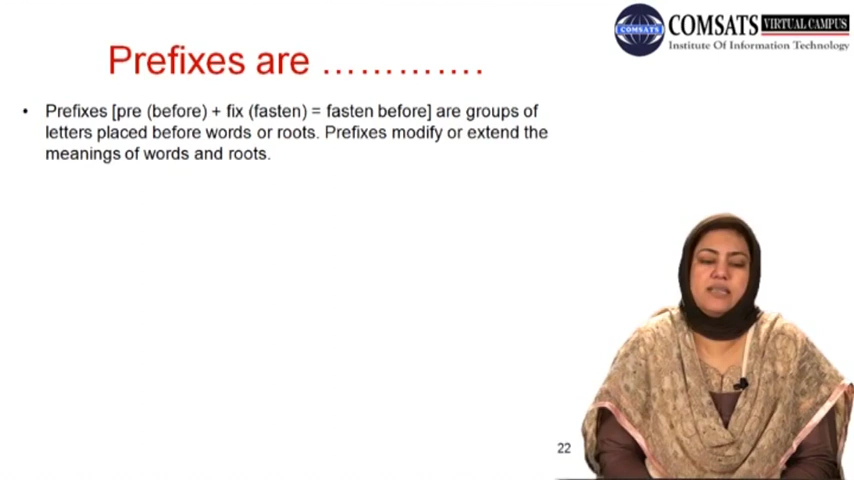 COMSATS VIRTUAL CAMPUS
COMSATS
Institute Of Information Technology
Prefixes are ………….
• Prefixes [pre (before) + fix (fasten) = fasten before] are groups of
letters placed before words or roots. Prefixes modify or extend the
meanings of words and roots.
22